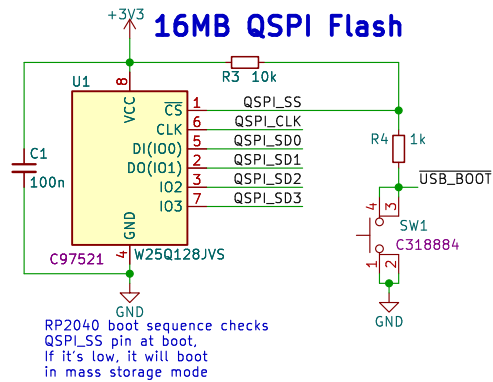 16MB QSPI Flash
+3V3
R3 10k
U1
8
VCC
CS 1 QSPI_SS
CLK 6 QSPI_CLK
DI(IO0) 5 QSPI_SD0
DO(IO1) 2 QSPI_SD1
IO2 3 QSPI_SD2
IO3 7 QSPI_SD3
GND
4
C1
100n
C97521
W25Q128JVS
GND
R4 1k
USB_BOOT
4 3
SW1
C318884
1 2
GND
RP2040 boot sequence checks
QSPI_SS pin at boot,
If it's low, it will boot
in mass storage mode